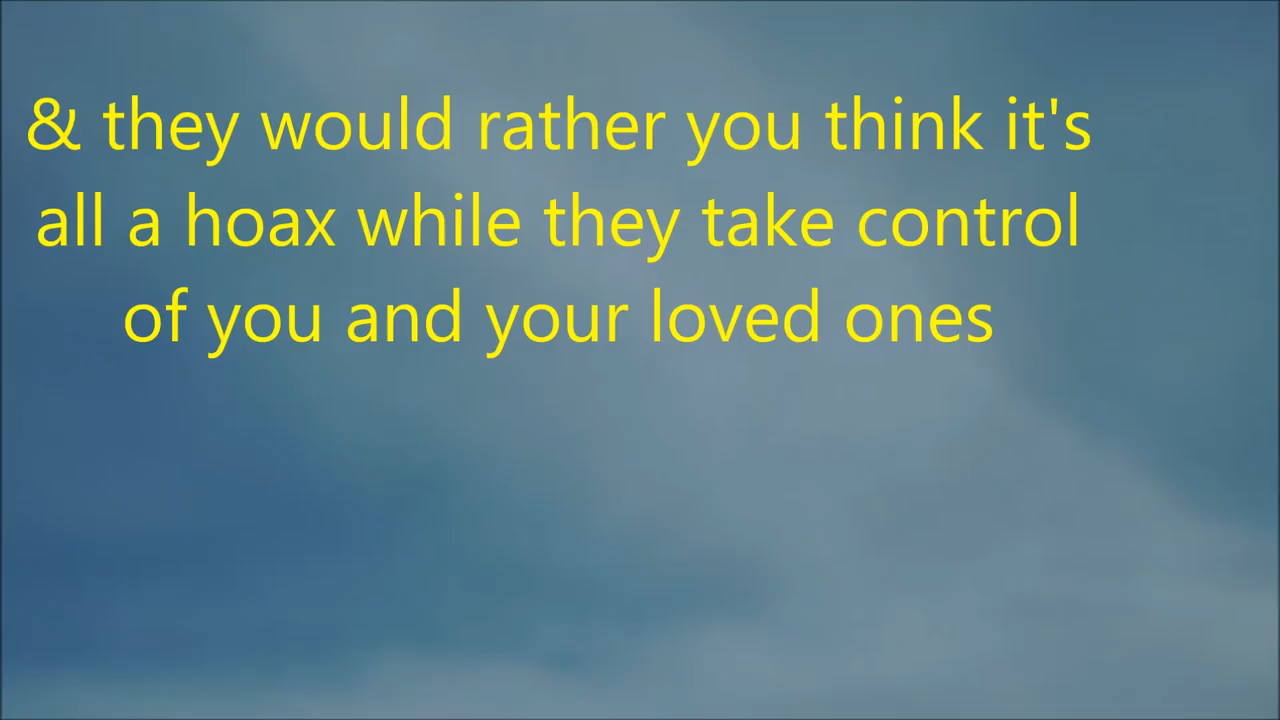 & they would rather you think it's
all a hoax while they take control
of you and your loved ones